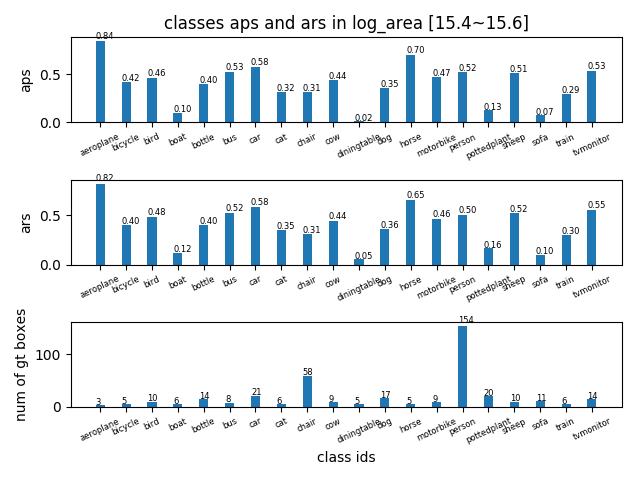 classes aps and ars in log_area [15.4~15.6]
aps
0.5
0.0
0.84 0.42 0.46 0.10 0.40 0.53 0.58 0.32 0.31 0.44 0.02 0.35 0.70 0.47 0.52 0.13 0.51 0.07 0.29 0.53
aeroplane bicycle bird boat bottle bus car cat chair cow diningtable dog horse motorbike person pottedplant sheep sofa train tvmonitor
ars
0.5
0.0
0.82 0.40 0.48 0.12 0.40 0.52 0.58 0.35 0.31 0.44 0.05 0.36 0.65 0.46 0.50 0.16 0.52 0.10 0.30 0.55
aeroplane bicycle bird boat bottle bus car cat chair cow diningtable dog horse motorbike person pottedplant sheep sofa train tvmonitor
num of gt boxes
100
0
3 5 10 6 14 8 21 6 58 9 5 17 5 9 154 20 10 11 6 14
aeroplane bicycle bird boat bottle bus car cat chair cow diningtable dog horse motorbike person pottedplant sheep sofa train tvmonitor
class ids